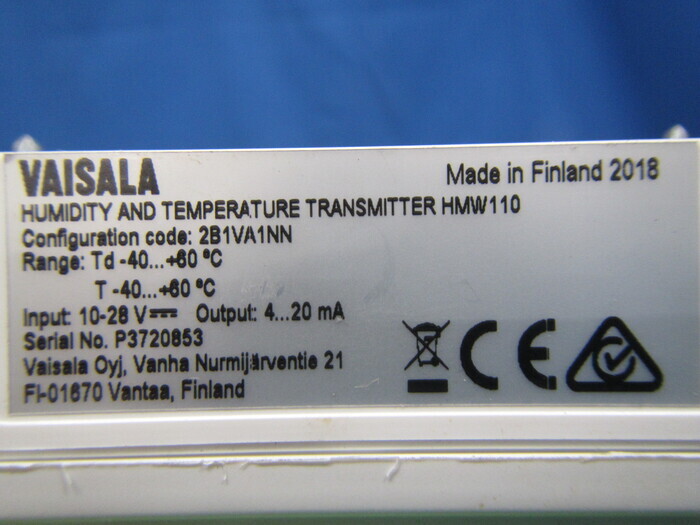 VAISALA
Made in Finland 2018
HUMIDITY AND TEMPERATURE TRANSMITTER HMW110
Configuration code: 2B1VA1NN
Range: Td -40...+60 °C
T -40...+60 °C
Input: 10-28 V⎓ Output: 4...20 mA
Serial No. P3720853
Vaisala Oyj, Vanha Nurmijärventie 21
FI-01670 Vantaa, Finland
CE